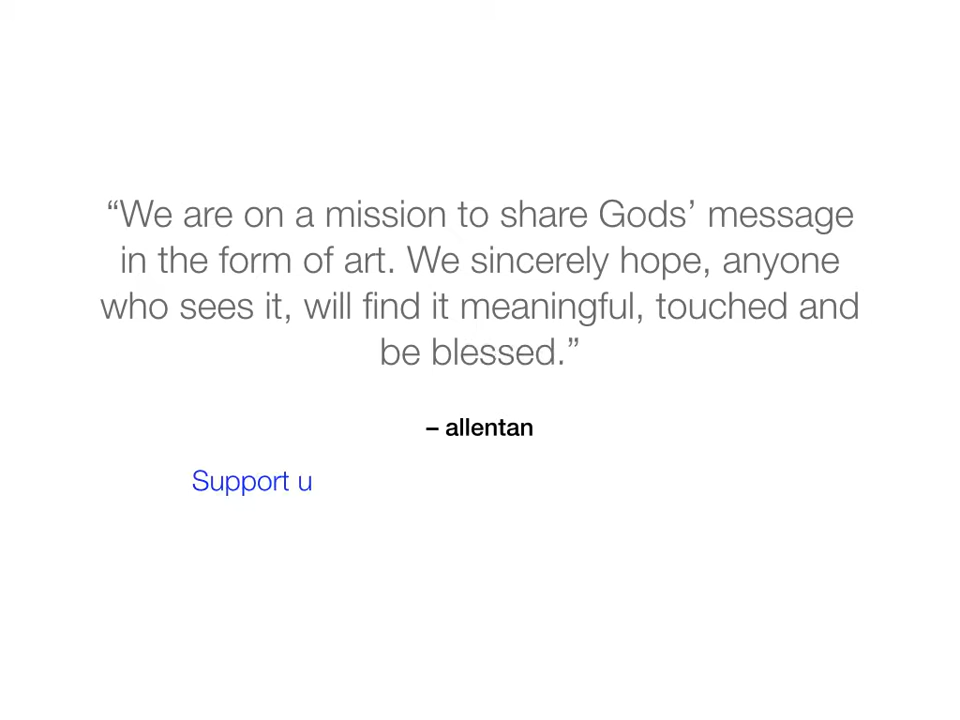 “We are on a mission to share Gods’ message
in the form of art. We sincerely hope, anyone
who sees it, will find it meaningful, touched and
be blessed.”
– allentan
Support u